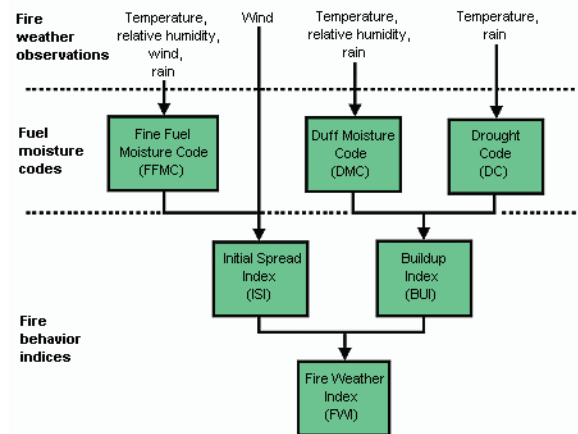 Fire
weather
observations
Temperature,
relative humidity,
wind,
rain
Wind
Temperature,
relative humidity,
rain
Temperature,
rain
Fuel
moisture
codes
Fine Fuel
Moisture Code
(FFMC)
Duff Moisture
Code
(DMC)
Drought
Code
(DC)
Fire
behavior
indices
Initial Spread
Index
(ISI)
Buildup
Index
(BUI)
Fire Weather
Index
(FWI)